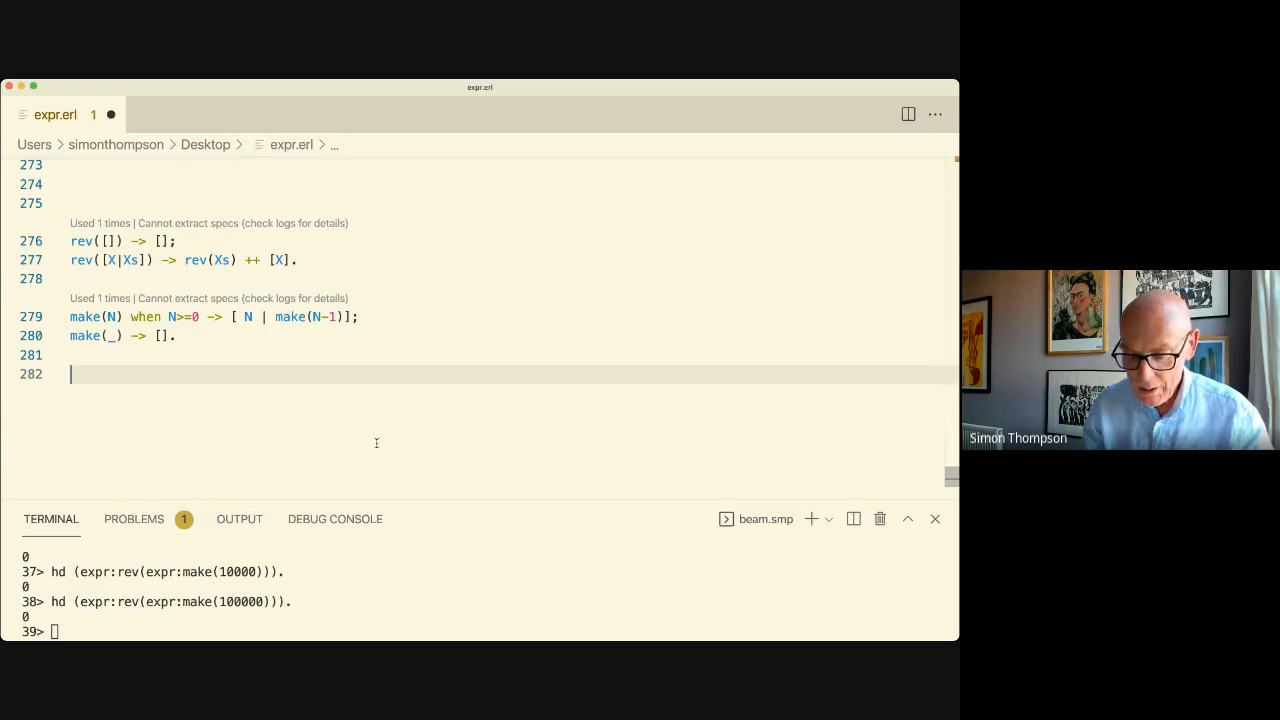 expr.erl
expr.erl 1
Users > simonthompson > Desktop > expr.erl > ...
273
274
275
Used 1 times | Cannot extract specs (check logs for details)
276 rev([]) -> [];
277 rev([X|Xs]) -> rev(Xs) ++ [X].
278
Used 1 times | Cannot extract specs (check logs for details)
279 make(N) when N>=0 -> [ N | make(N-1)];
280 make(_) -> [].
281
282
TERMINAL PROBLEMS 1 OUTPUT DEBUG CONSOLE beam.smp
0
37> hd (expr:rev(expr:make(10000))).
0
38> hd (expr:rev(expr:make(100000))).
0
39>
Simon Thompson